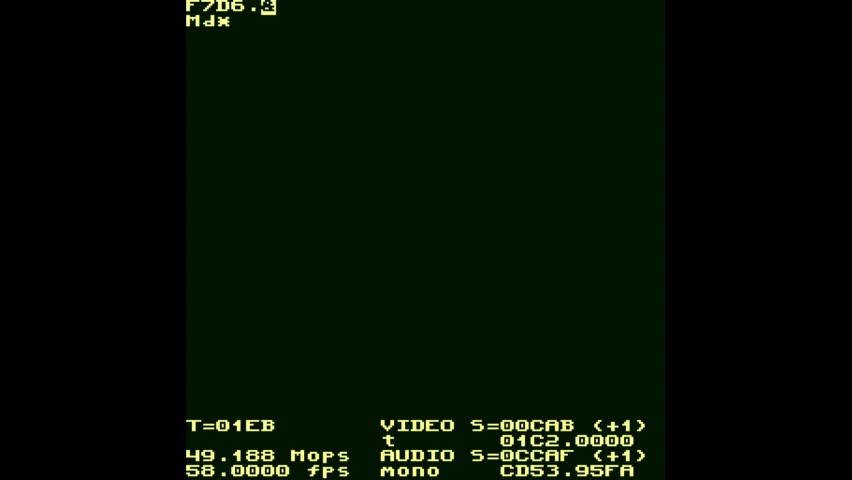 F7D6.&
Md*
T=01EB VIDEO S=00CAB (+1)
t 01C2.0000
49.188 Mops AUDIO S=0CCAF (+1)
58.0000 fps mono CD53.95FA